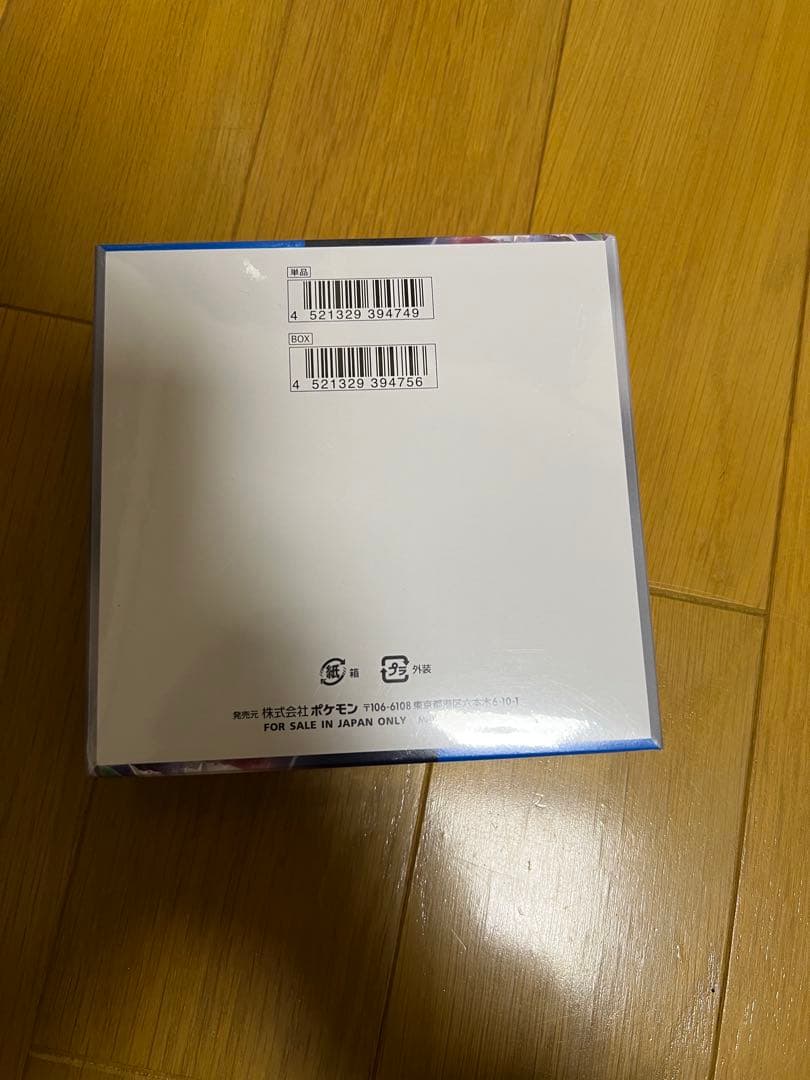 単品
4 521329 394749
BOX
4 521329 394756
紙 箱
プラ 外装
発売元 株式会社 ポケモン 〒106-6108 東京都港区六本木6-10-1
FOR SALE IN JAPAN ONLY